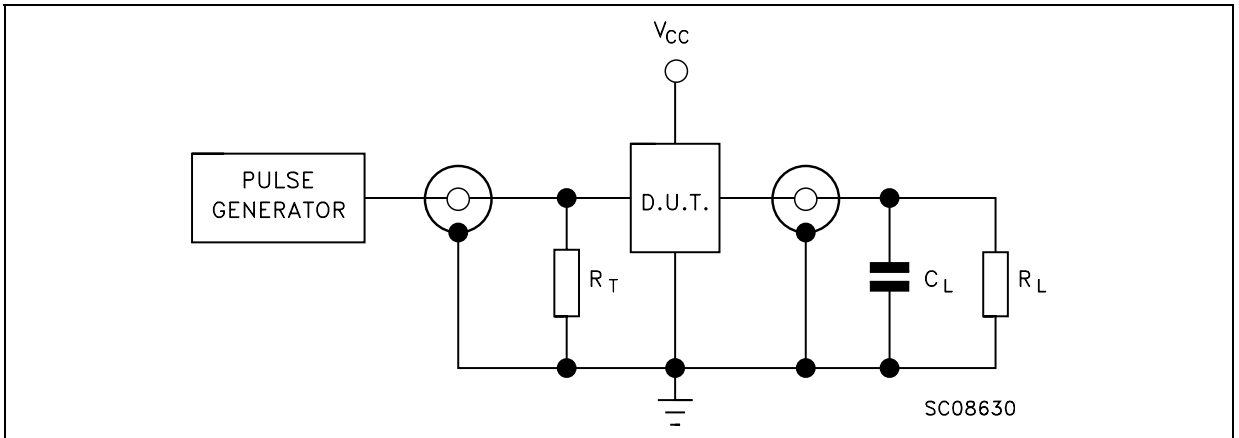 VCC
PULSE
GENERATOR
D.U.T.
RT
CL
RL
SC08630